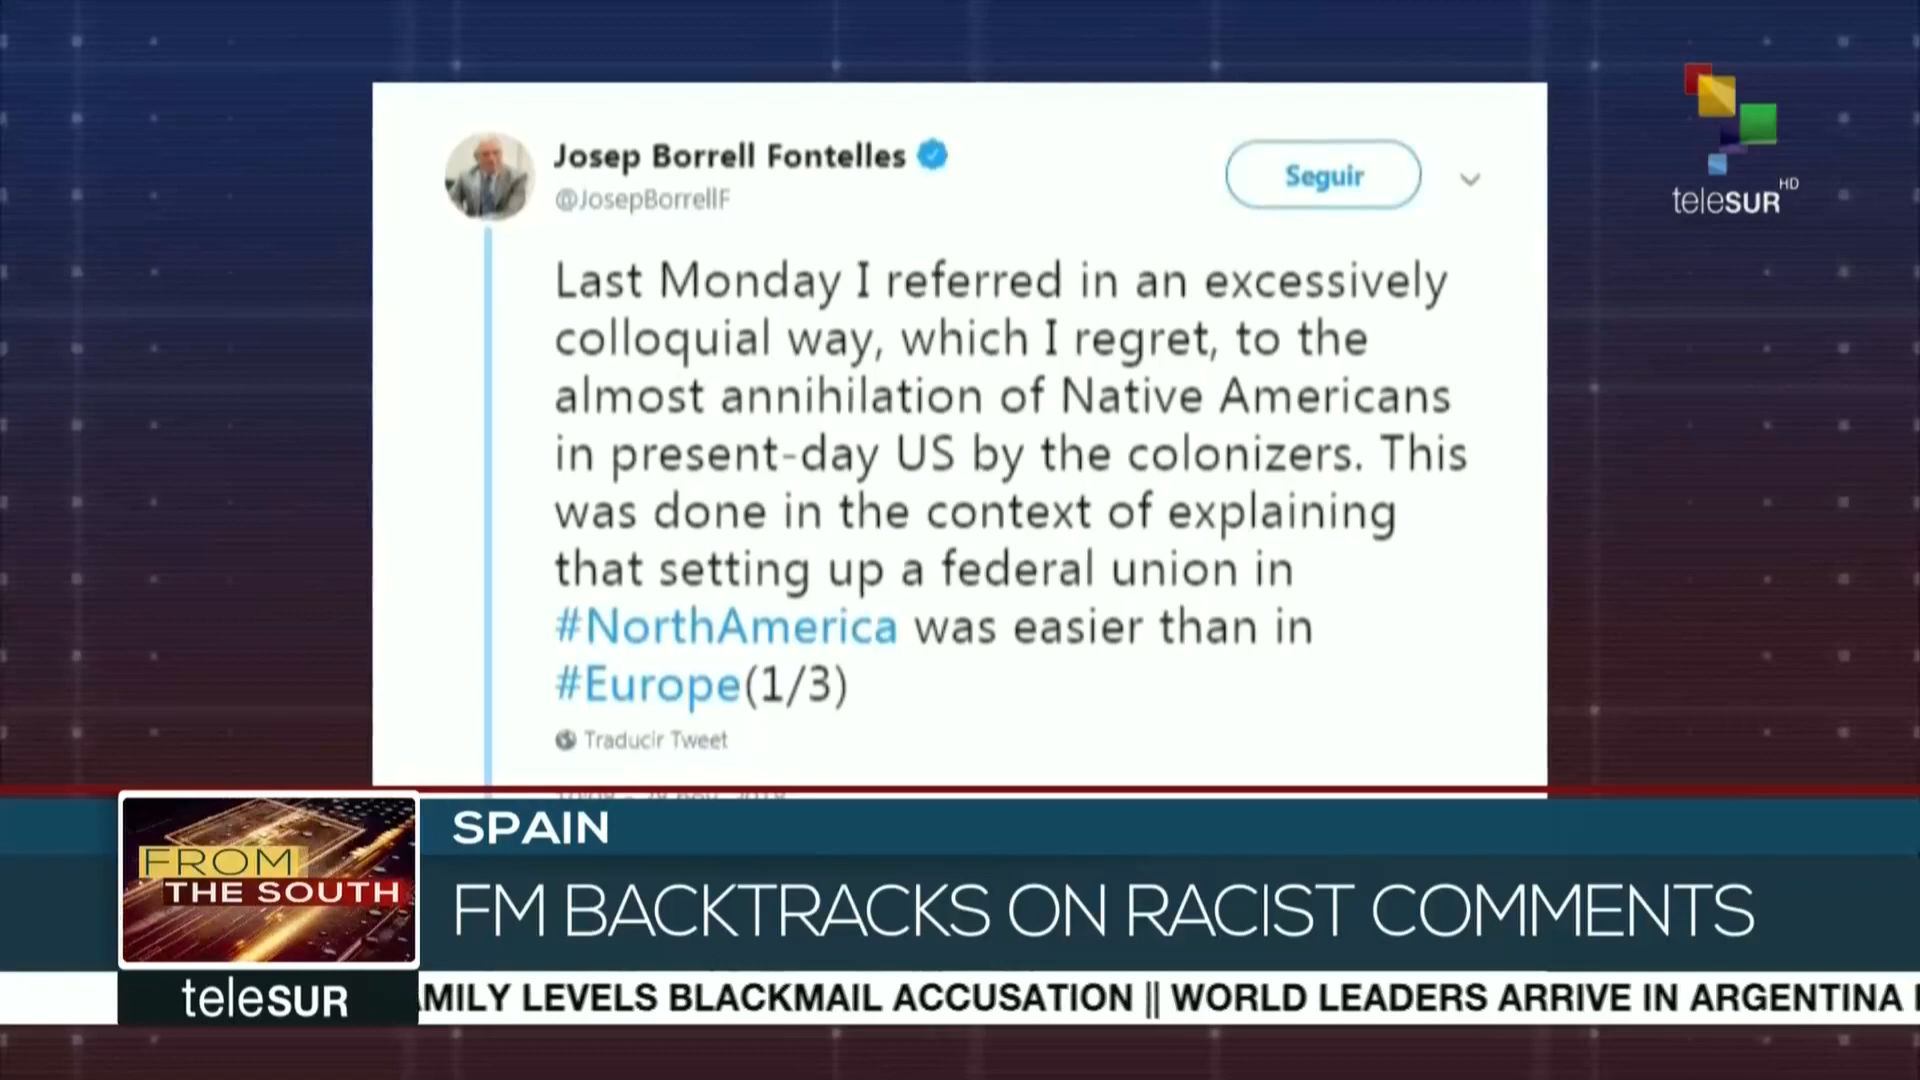 Josep Borrell Fontelles
@JosepBorrellF
Seguir
HD
teleSUR
Last Monday I referred in an excessively
colloquial way, which I regret, to the
almost annihilation of Native Americans
in present-day US by the colonizers. This
was done in the context of explaining
that setting up a federal union in
#NorthAmerica was easier than in
#Europe(1/3)
Traducir Tweet
SPAIN
FROM
THE SOUTH
FM BACKTRACKS ON RACIST COMMENTS
teleSUR
MILY LEVELS BLACKMAIL ACCUSATION || WORLD LEADERS ARRIVE IN ARGENTINA